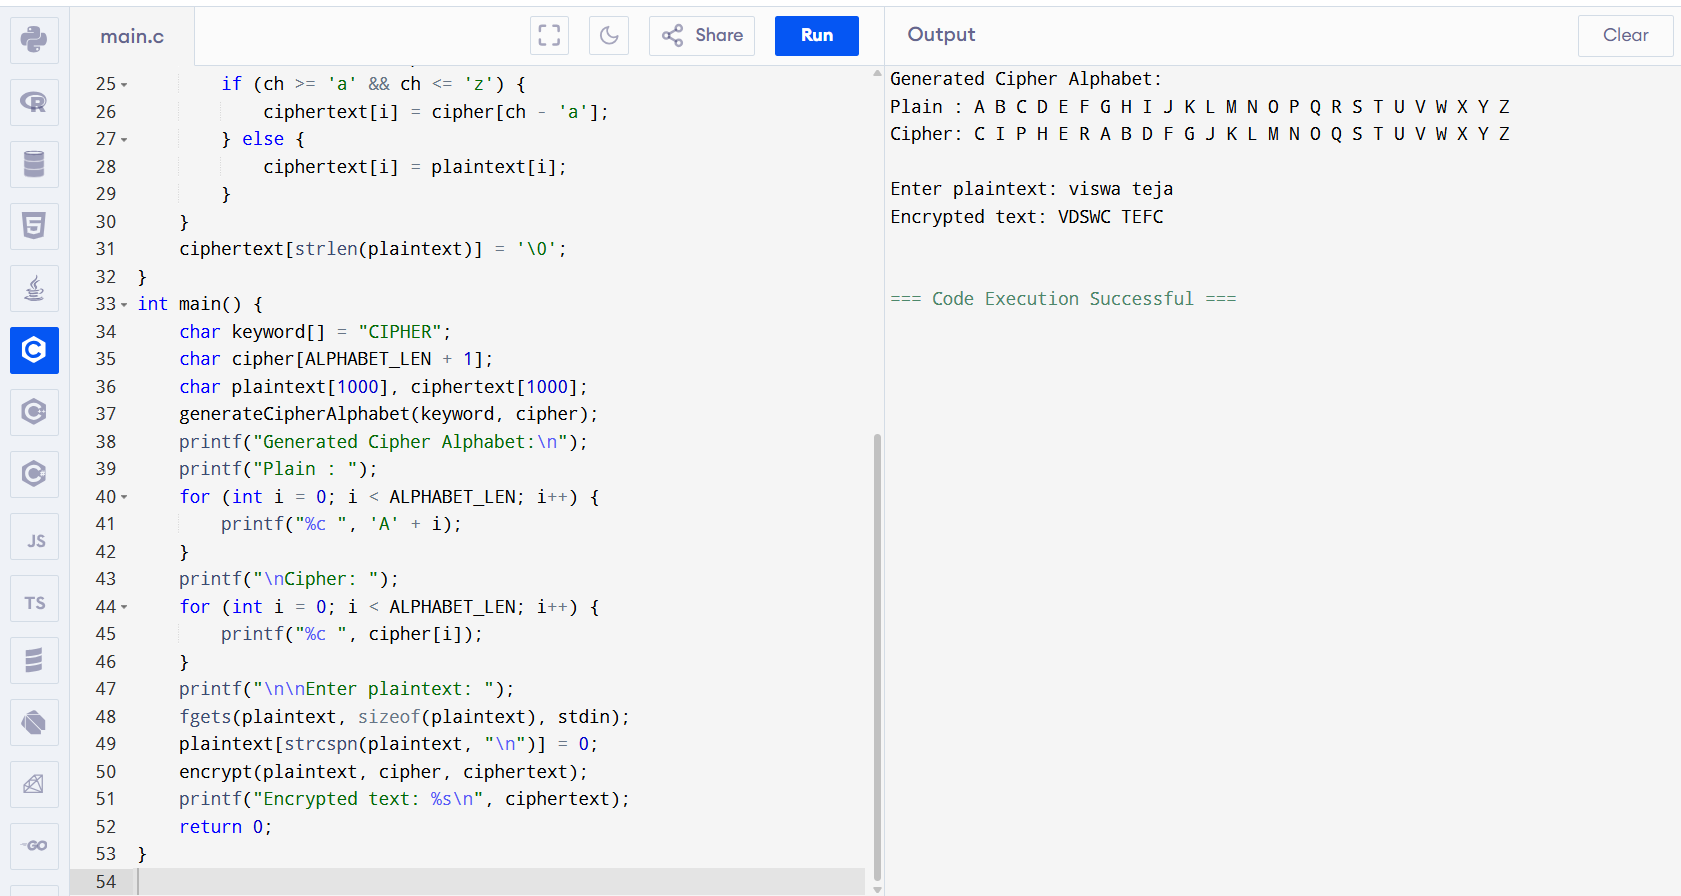 main.c
Share
Run
Output
Clear
25 if (ch >= 'a' && ch <= 'z') {
26 ciphertext[i] = cipher[ch - 'a'];
27 } else {
28 ciphertext[i] = plaintext[i];
29 }
30 }
31 ciphertext[strlen(plaintext)] = '\0';
32 }
33 int main() {
34 char keyword[] = "CIPHER";
35 char cipher[ALPHABET_LEN + 1];
36 char plaintext[1000], ciphertext[1000];
37 generateCipherAlphabet(keyword, cipher);
38 printf("Generated Cipher Alphabet:\n");
39 printf("Plain : ");
40 for (int i = 0; i < ALPHABET_LEN; i++) {
41 printf("%c ", 'A' + i);
42 }
43 printf("\nCipher: ");
44 for (int i = 0; i < ALPHABET_LEN; i++) {
45 printf("%c ", cipher[i]);
46 }
47 printf("\n\nEnter plaintext: ");
48 fgets(plaintext, sizeof(plaintext), stdin);
49 plaintext[strcspn(plaintext, "\n")] = 0;
50 encrypt(plaintext, cipher, ciphertext);
51 printf("Encrypted text: %s\n", ciphertext);
52 return 0;
53 }
54
Generated Cipher Alphabet:
Plain : A B C D E F G H I J K L M N O P Q R S T U V W X Y Z
Cipher: C I P H E R A B D F G J K L M N O Q S T U V W X Y Z
Enter plaintext: viswa teja
Encrypted text: VDSWC TEFC
=== Code Execution Successful ===
R
5
C
C
C
JS
TS
GO